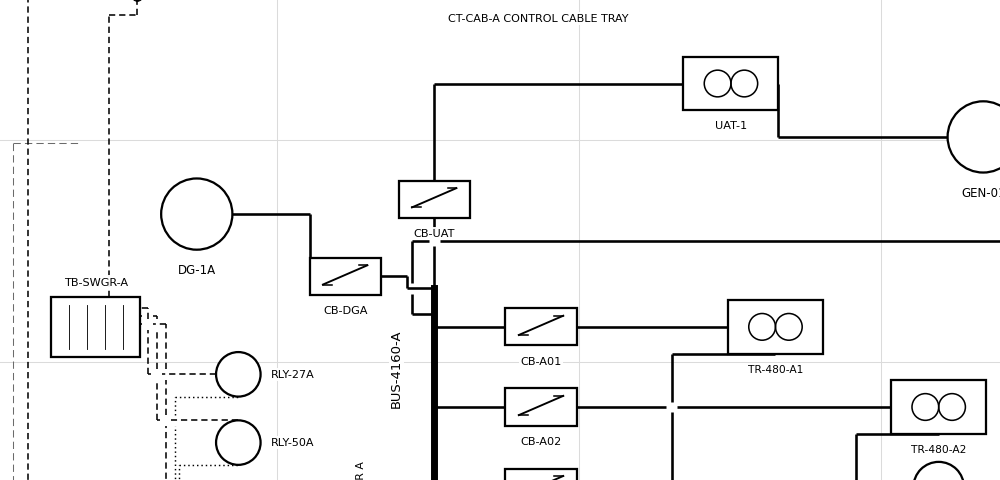 CT-CAB-A CONTROL CABLE TRAY
UAT-1
GEN-01
CB-UAT
DG-1A
TB-SWGR-A
CB-DGA
BUS-4160-A
CB-A01
TR-480-A1
RLY-27A
CB-A02
RLY-50A
TR-480-A2
R A